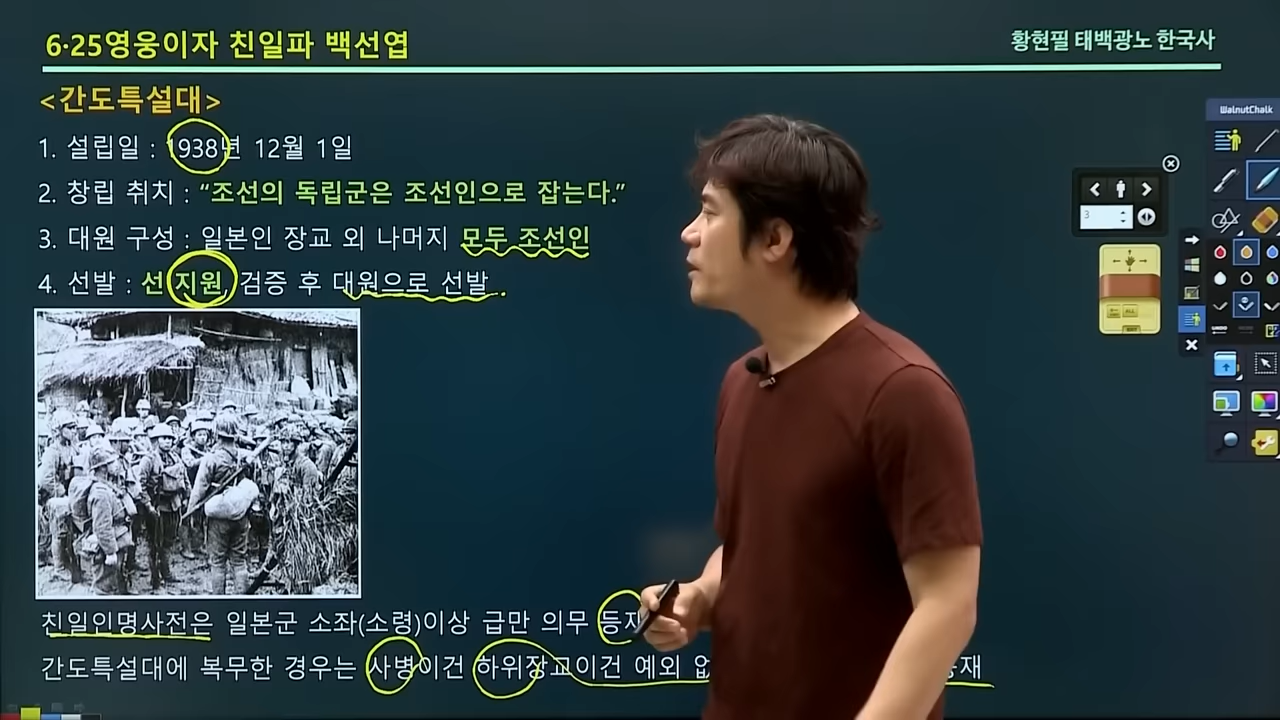 6·25영웅이자 친일파 백선엽
황현필 태백광노 한국사
<간도특설대>
1. 설립일 : 1938년 12월 1일
2. 창립 취치 : “조선의 독립군은 조선인으로 잡는다.”
3. 대원 구성 : 일본인 장교 외 나머지 모두 조선인
4. 선발 : 선 지원, 검증 후 대원으로 선발
친일인명사전은 일본군 소좌(소령)이상 급만 의무 등재
간도특설대에 복무한 경우는 사병이건 하위장교이건 예외 없 등재
WalnutChalk
3